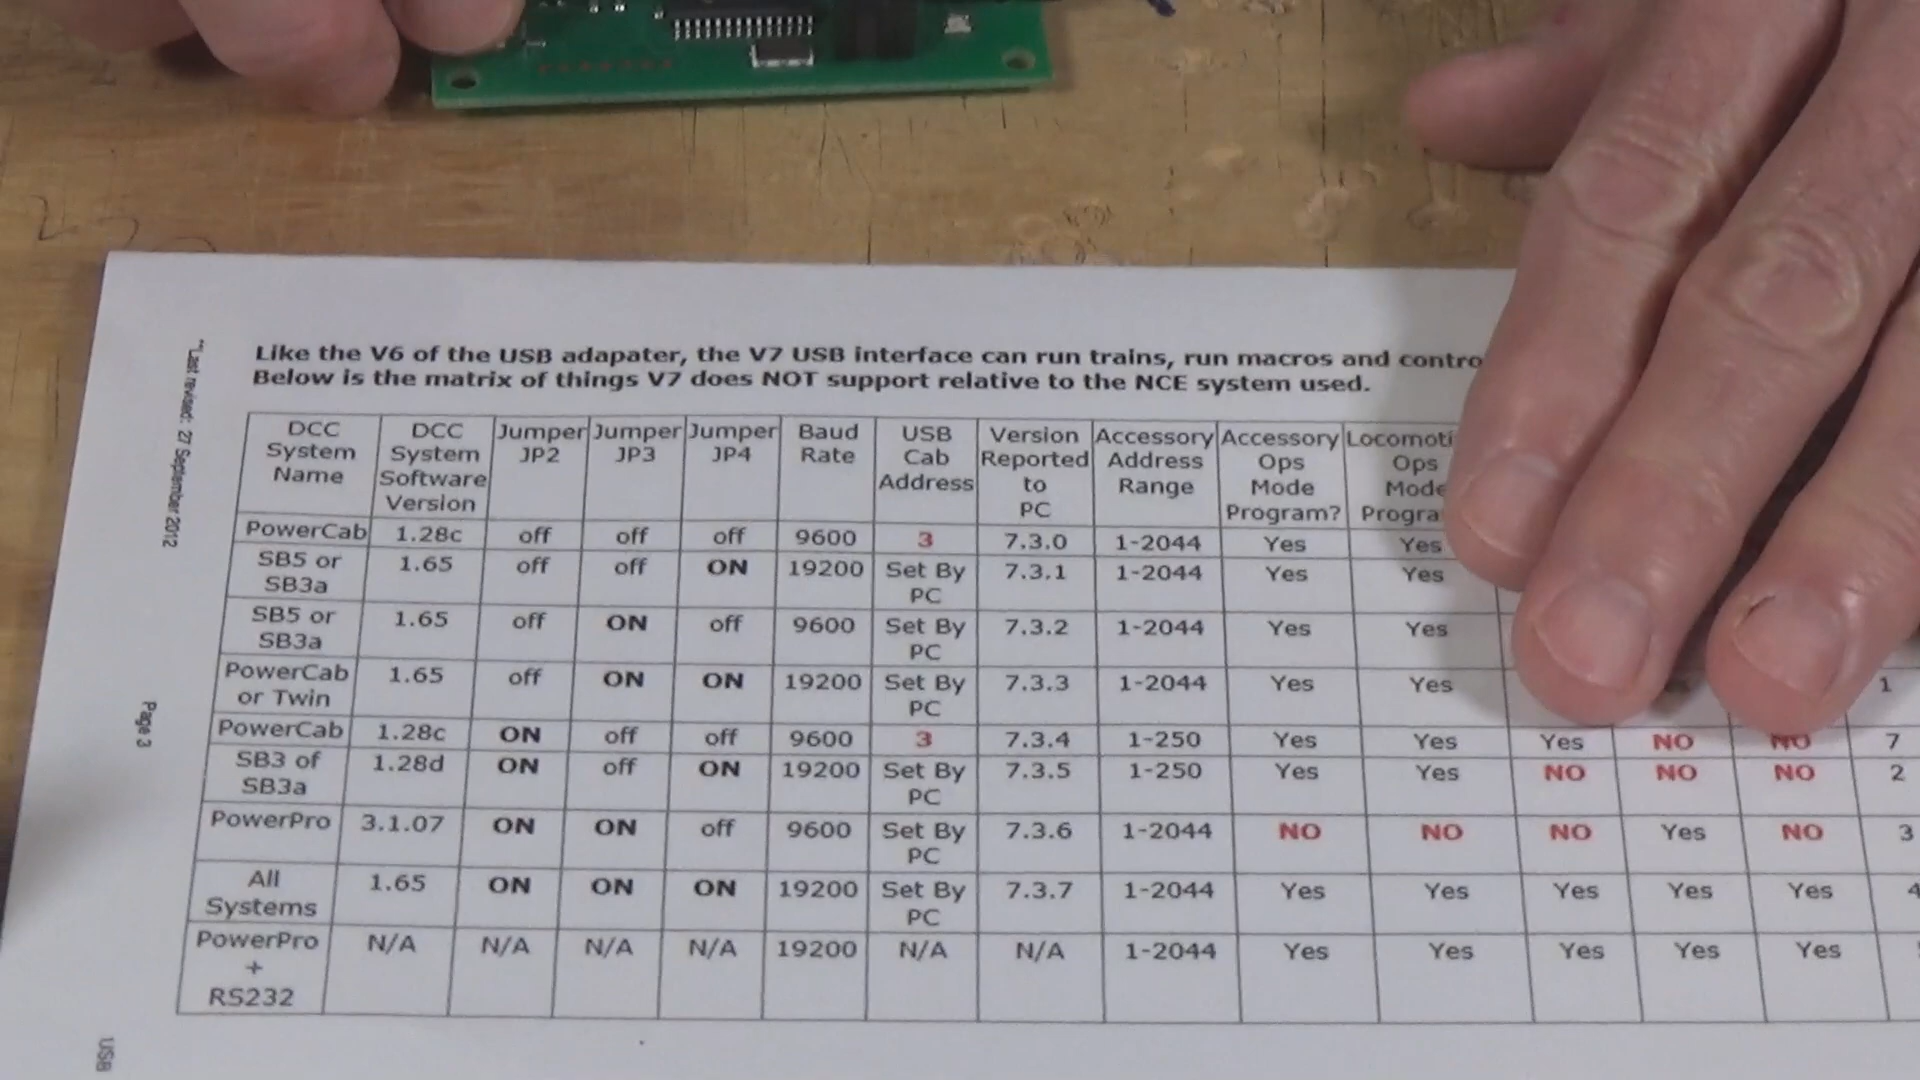 Like the V6 of the USB adapater, the V7 USB interface can run trains, run macros and contro
Below is the matrix of things V7 does NOT support relative to the NCE system used.
DCC System Name | DCC System Software Version | Jumper JP2 | Jumper JP3 | Jumper JP4 | Baud Rate | USB Cab Address | Version Reported to PC | Accessory Address Range | Accessory Ops Mode Program? | Locomoti Ops Mode Progra
PowerCab 1.28c off off off 9600 3 7.3.0 1-2044 Yes Yes
SB5 or SB3a 1.65 off off ON 19200 Set By PC 7.3.1 1-2044 Yes Yes
SB5 or SB3a 1.65 off ON off 9600 Set By PC 7.3.2 1-2044 Yes Yes
PowerCab or Twin 1.65 off ON ON 19200 Set By PC 7.3.3 1-2044 Yes Yes 1
PowerCab 1.28c ON off off 9600 3 7.3.4 1-250 Yes Yes Yes NO NO 7
SB3 of SB3a 1.28d ON off ON 19200 Set By PC 7.3.5 1-250 Yes Yes NO NO NO 2
PowerPro 3.1.07 ON ON off 9600 Set By PC 7.3.6 1-2044 NO NO NO Yes NO 3
All Systems 1.65 ON ON ON 19200 Set By PC 7.3.7 1-2044 Yes Yes Yes Yes Yes 4
PowerPro + RS232 N/A N/A N/A N/A 19200 N/A N/A 1-2044 Yes Yes Yes Yes Yes
Last revised: 27 September 2012
Page 3
USB